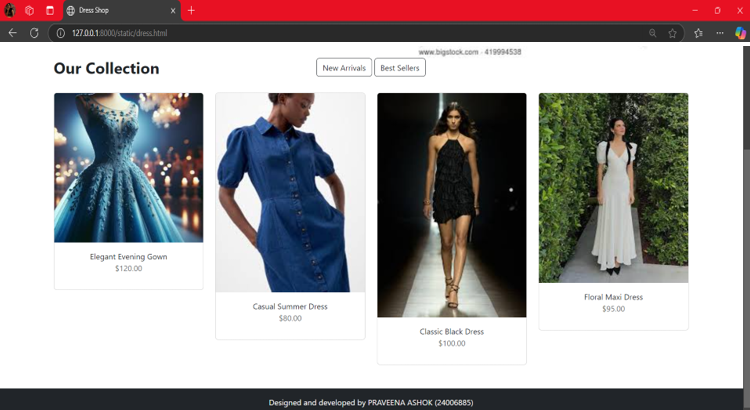 Dress Shop
127.0.0.1:8000/static/dress.html
www.bigstock.com · 419994538
Our Collection
New Arrivals
Best Sellers
Elegant Evening Gown
$120.00
Casual Summer Dress
$80.00
Classic Black Dress
$100.00
Floral Maxi Dress
$95.00
Designed and developed by PRAVEENA ASHOK (24006885)